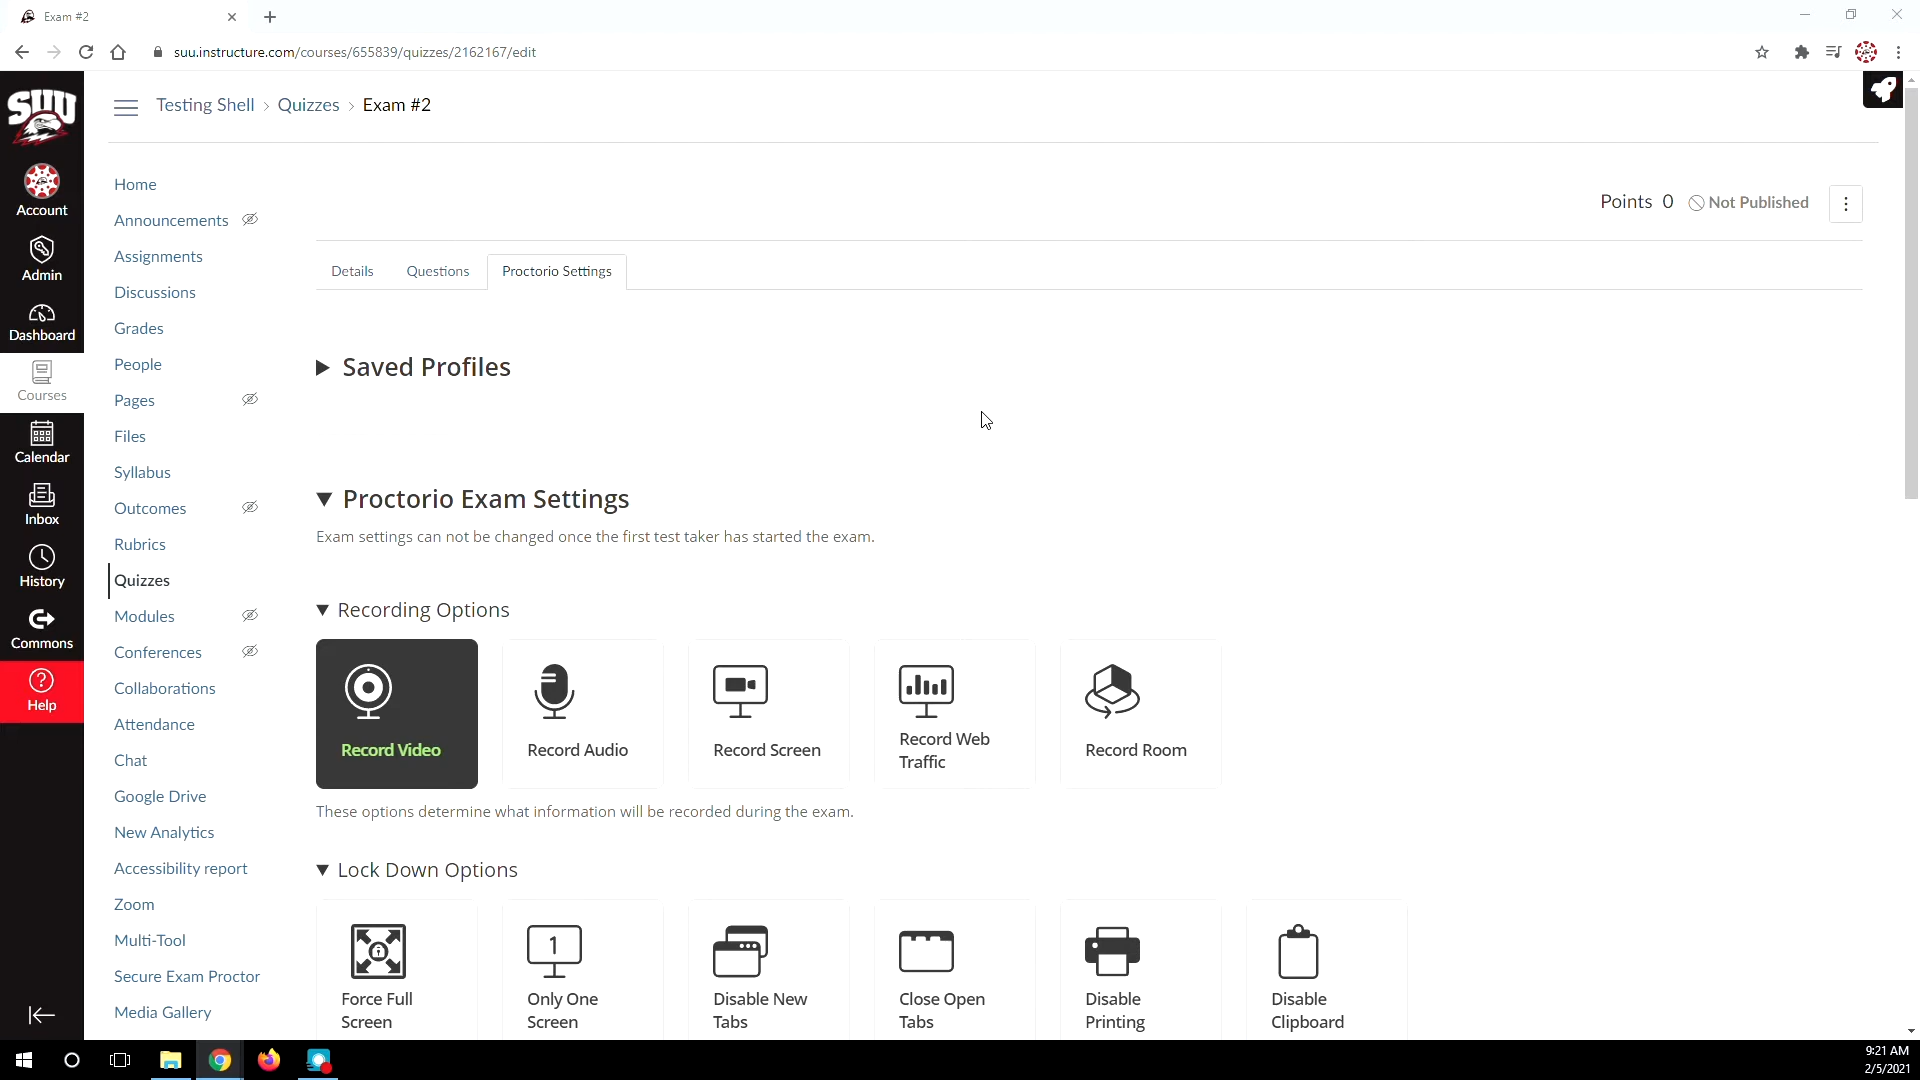 Exam #2
suu.instructure.com/courses/655839/quizzes/2162167/edit
SUU
Testing Shell › Quizzes › Exam #2
Account
Admin
Dashboard
Courses
Calendar
Inbox
History
Commons
Help
Home
Announcements
Assignments
Discussions
Grades
People
Pages
Files
Syllabus
Outcomes
Rubrics
Quizzes
Modules
Conferences
Collaborations
Attendance
Chat
Google Drive
New Analytics
Accessibility report
Zoom
Multi-Tool
Secure Exam Proctor
Media Gallery
Points 0 Not Published
Details Questions Proctorio Settings
Saved Profiles
Proctorio Exam Settings
Exam settings can not be changed once the first test taker has started the exam.
Recording Options
Record Video
Record Audio
Record Screen
Record Web
Traffic
Record Room
These options determine what information will be recorded during the exam.
Lock Down Options
Force Full
Screen
1
Only One
Screen
Disable New
Tabs
Close Open
Tabs
Disable
Printing
Disable
Clipboard
9:21 AM
2/5/2021